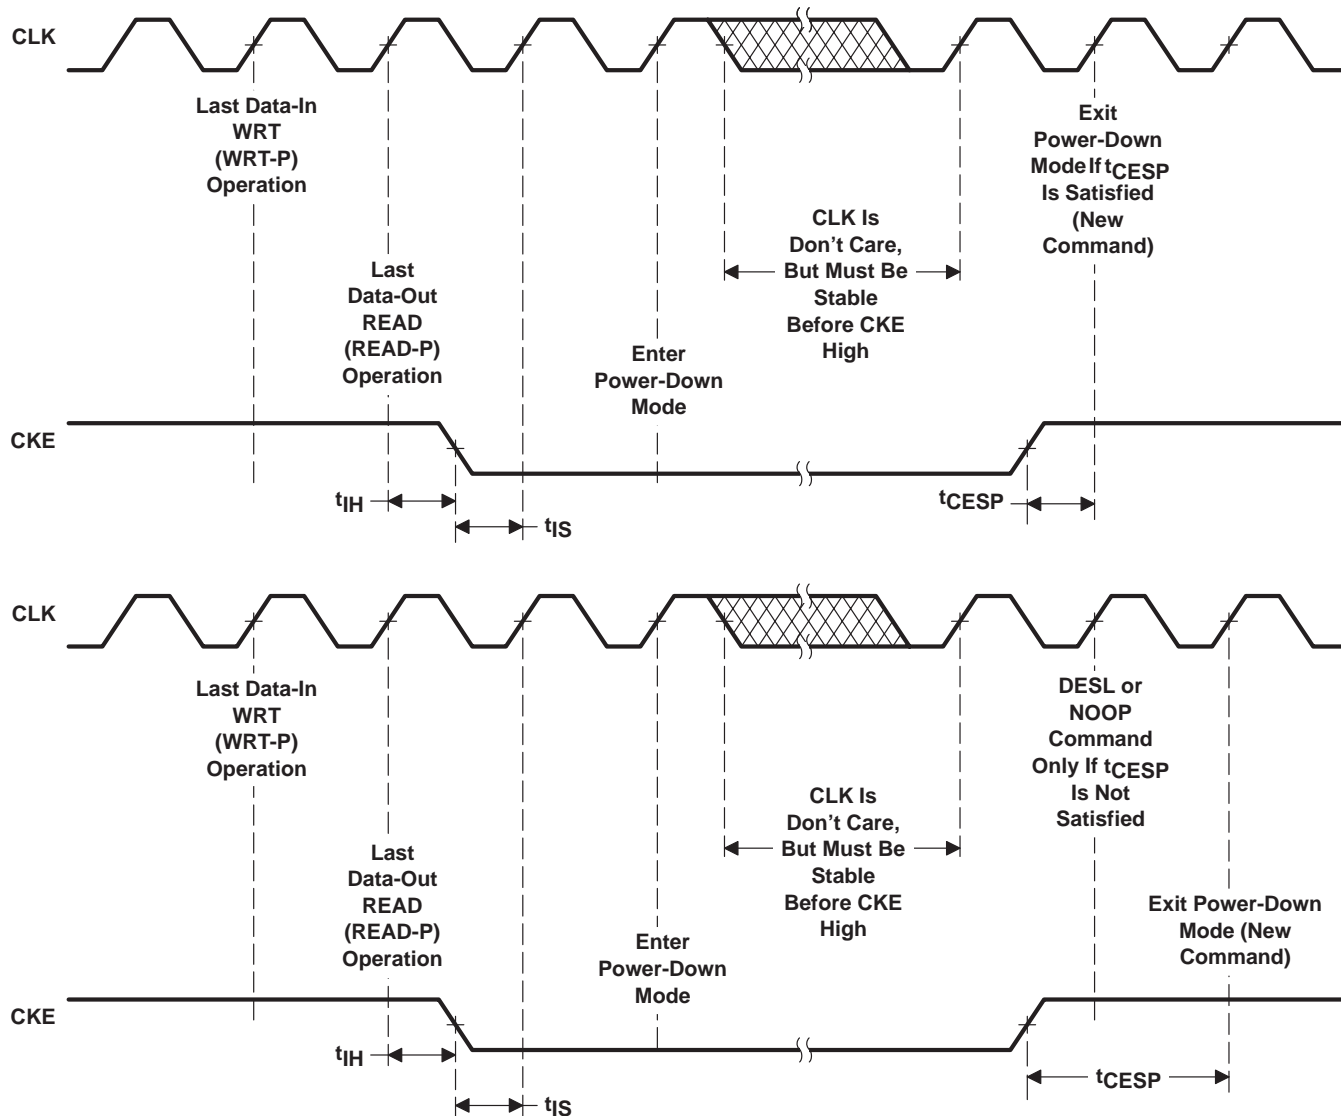 CLK
Last Data-In
WRT
(WRT-P)
Operation
Last
Data-Out
READ
(READ-P)
Operation
Enter
Power-Down
Mode
CLK Is
Don't Care,
But Must Be
Stable
Before CKE
High
Exit
Power-Down
Mode If tCESP
Is Satisfied
(New
Command)
CKE
tIH
tIS
tCESP
CLK
Last Data-In
WRT
(WRT-P)
Operation
Last
Data-Out
READ
(READ-P)
Operation
Enter
Power-Down
Mode
CLK Is
Don't Care,
But Must Be
Stable
Before CKE
High
DESL or
NOOP
Command
Only If tCESP
Is Not
Satisfied
Exit Power-Down
Mode (New
Command)
CKE
tIH
tIS
tCESP